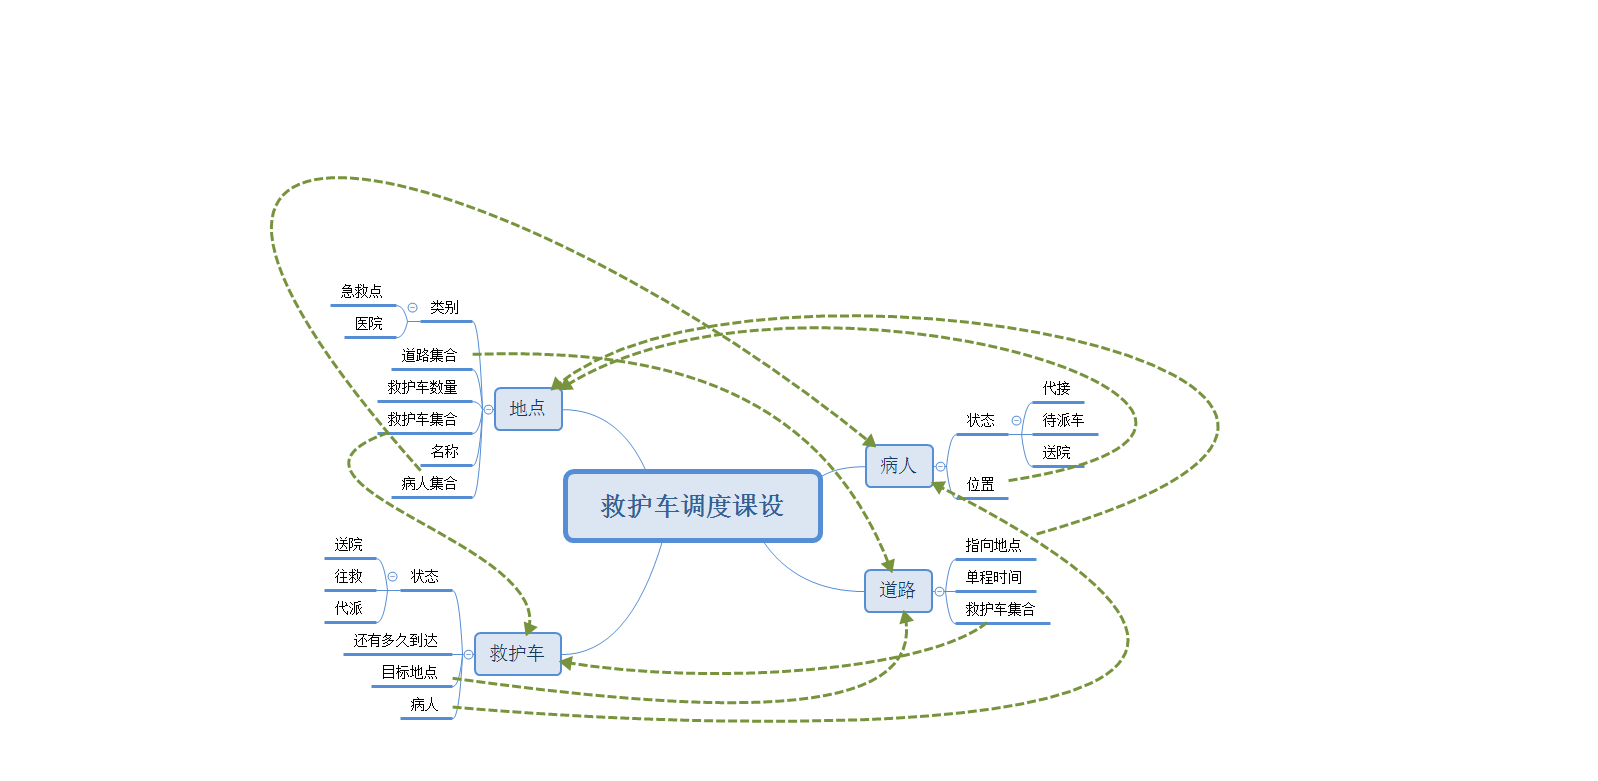 急救点
类别
医院
道路集合
救护车数量
地点
救护车集合
名称
病人集合
救护车调度课设
代接
状态
待派车
送院
病人
位置
指向地点
道路
单程时间
救护车集合
送院
往救
状态
代派
还有多久到达
救护车
目标地点
病人